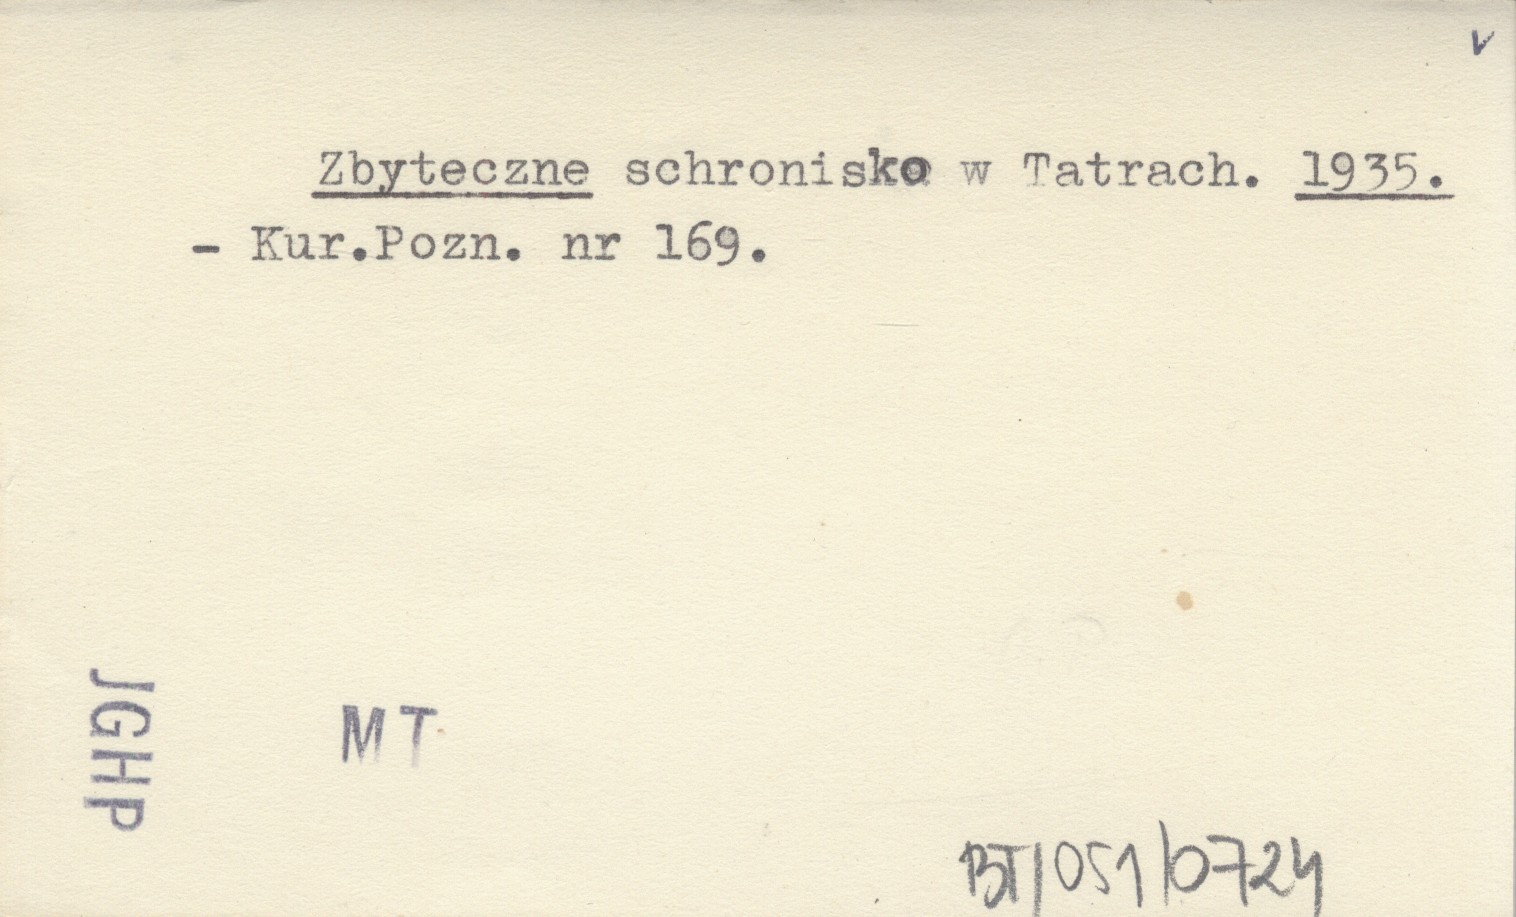 v
Zbyteczne schronisko w Tatrach. 1935.
- Kur.Pozn. nr 169.
JGHP
MT
BT/051/0724